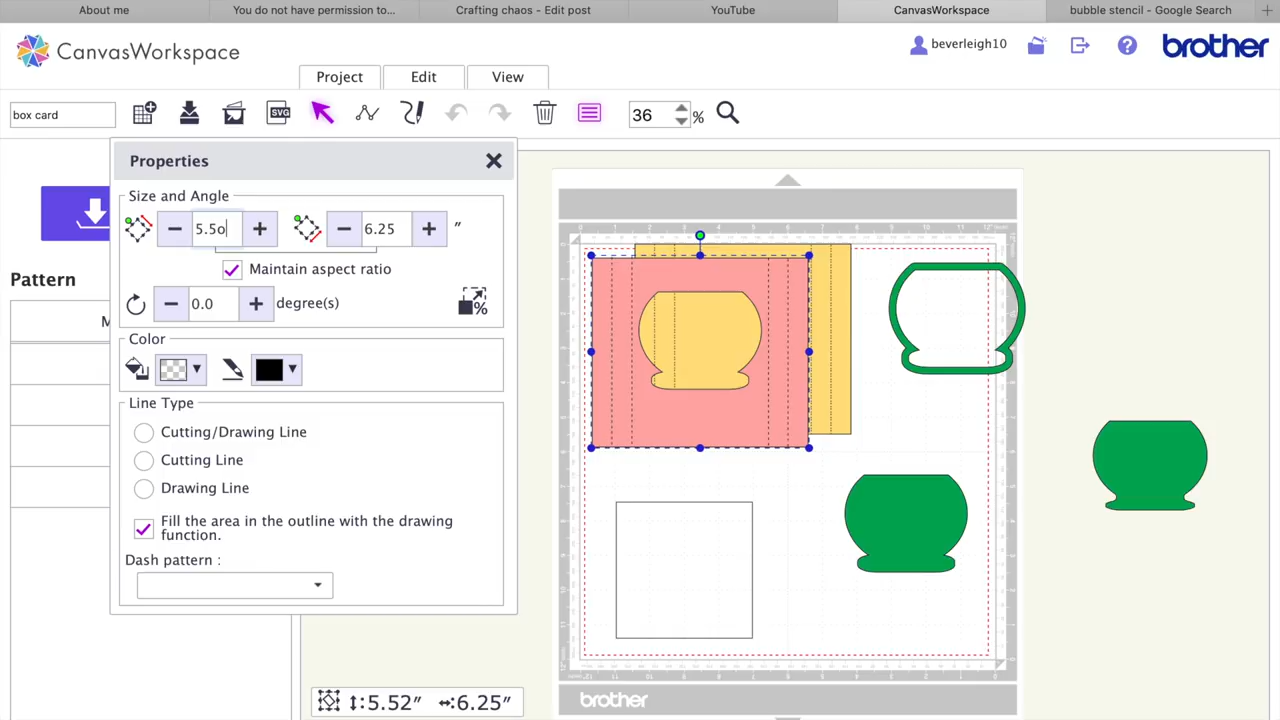 About me
You do not have permission to...
Crafting chaos - Edit post
YouTube
CanvasWorkspace
bubble stencil - Google Search
CanvasWorkspace
beverleigh10
brother
Project
Edit
View
box card
SVG
36
%
Properties
Size and Angle
5.5o
6.25
″
Maintain aspect ratio
0.0
degree(s)
%
Color
Line Type
Cutting/Drawing Line
Cutting Line
Drawing Line
Fill the area in the outline with the drawing
function.
Dash pattern :
Pattern
M
5.52″
6.25″
brother